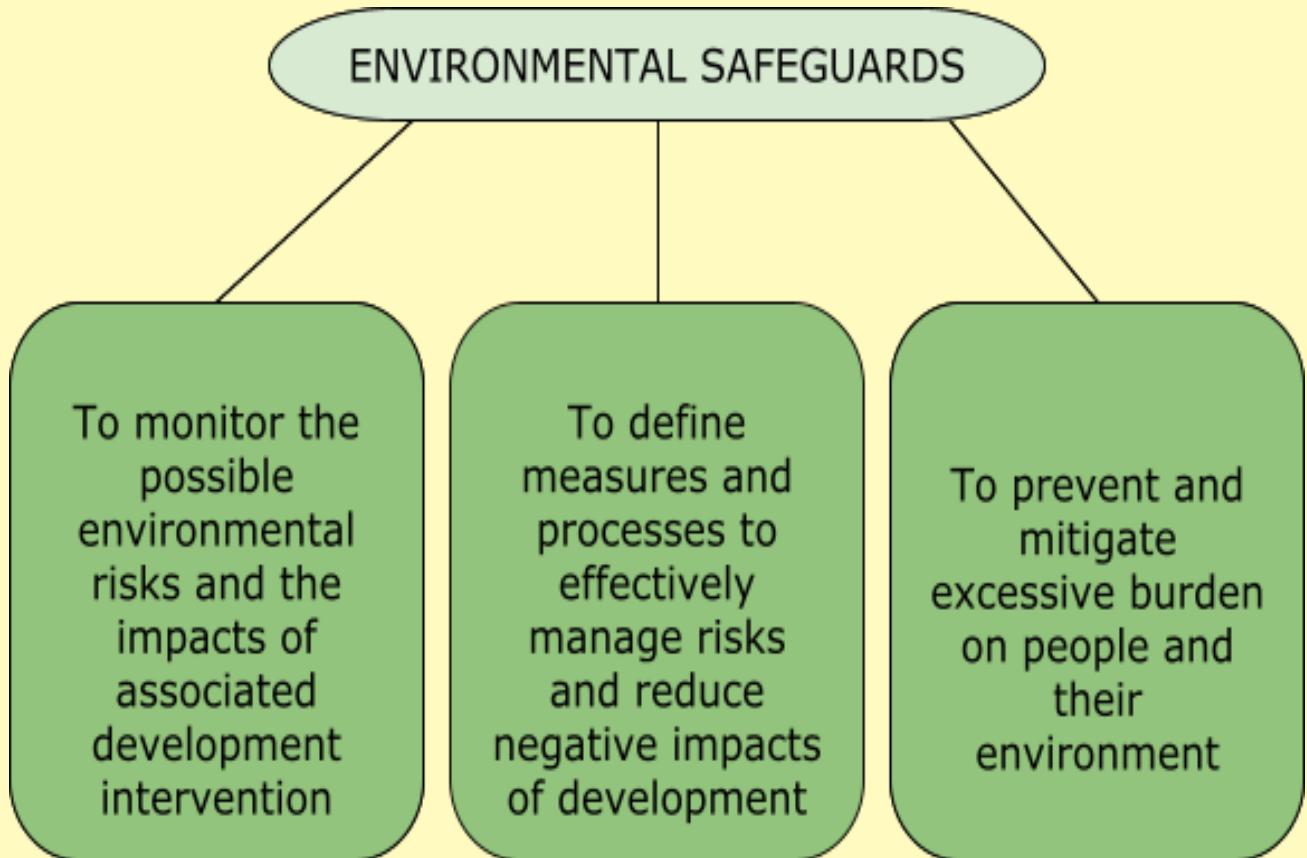 ENVIRONMENTAL SAFEGUARDS
To monitor the
possible
environmental
risks and the
impacts of
associated
development
intervention
To define
measures and
processes to
effectively
manage risks
and reduce
negative impacts
of development
To prevent and
mitigate
excessive burden
on people and
their
environment